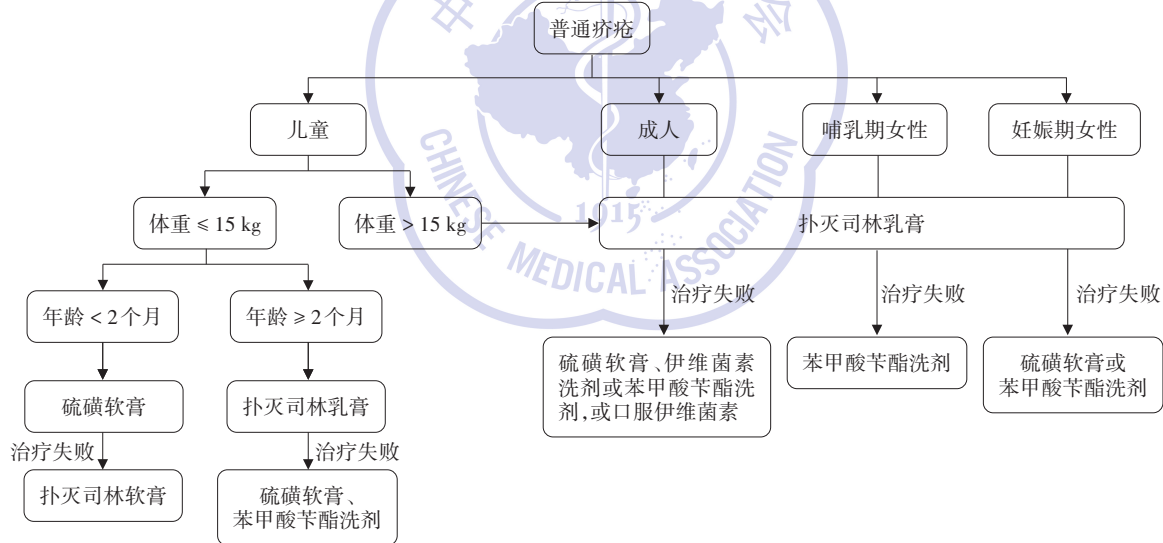 中
会
普通疥疮
儿童
成人
哺乳期女性
妊娠期女性
CHINESE MEDICAL ASSOCIATION
1915
体重≤15 kg
体重>15 kg
扑灭司林乳膏
年龄<2个月
年龄≥2个月
治疗失败
治疗失败
治疗失败
硫磺软膏
扑灭司林乳膏
硫磺软膏、伊维菌素
洗剂或苯甲酸苄酯洗
剂,或口服伊维菌素
苯甲酸苄酯洗剂
硫磺软膏或
苯甲酸苄酯洗剂
治疗失败
治疗失败
扑灭司林软膏
硫磺软膏、
苯甲酸苄酯洗剂